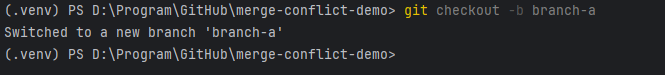 (.venv) PS D:\Program\GitHub\merge-conflict-demo> git checkout -b branch-a
Switched to a new branch 'branch-a'
(.venv) PS D:\Program\GitHub\merge-conflict-demo>